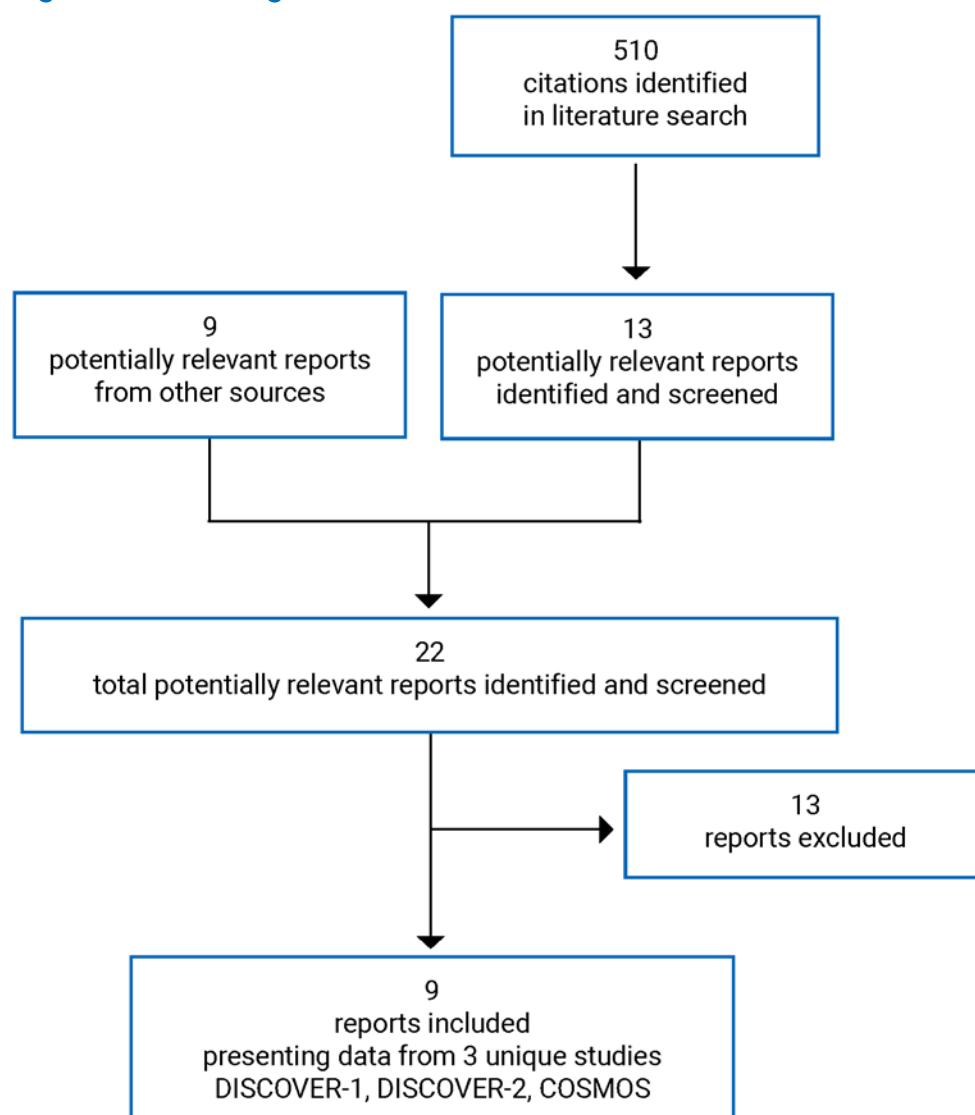 510
citations identified
in literature search
9
potentially relevant reports
from other sources
13
potentially relevant reports
identified and screened
22
total potentially relevant reports identified and screened
13
reports excluded
9
reports included
presenting data from 3 unique studies
DISCOVER-1, DISCOVER-2, COSMOS